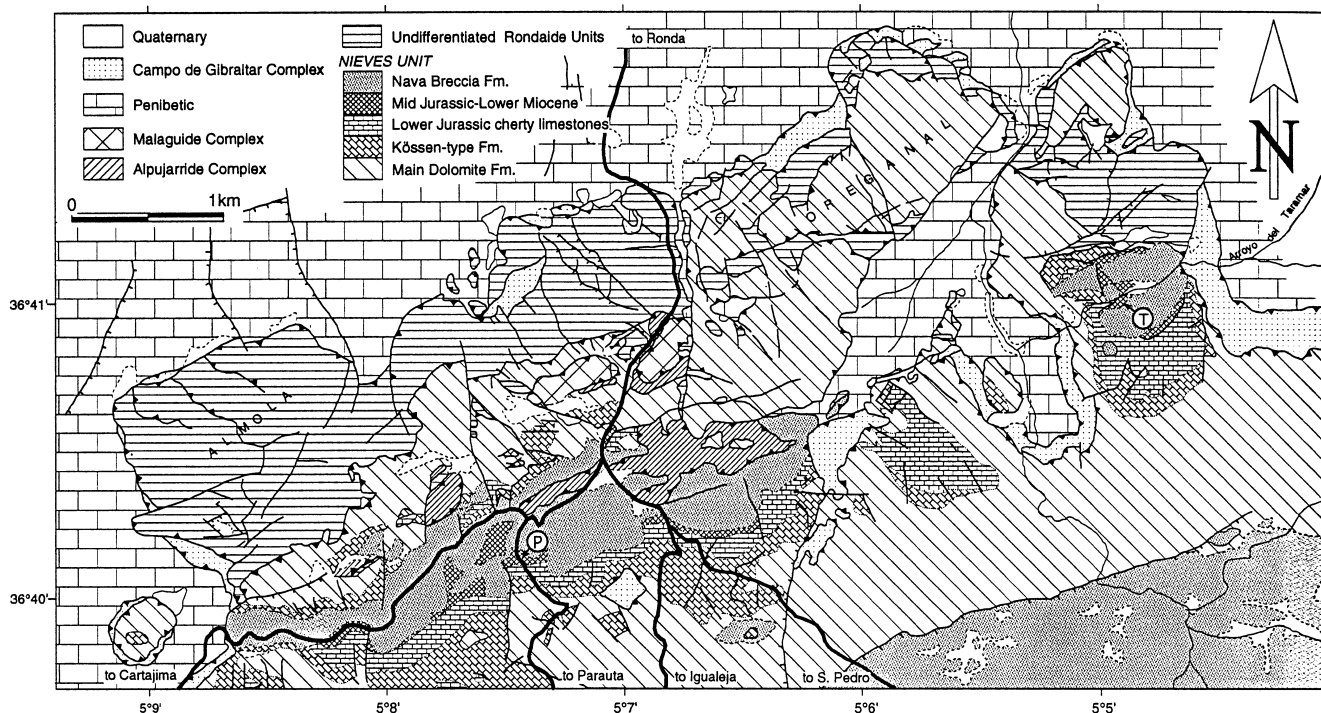 Quaternary
Campo de Gibraltar Complex
Penibetic
Malaguide Complex
Alpujarride Complex
Undifferentiated Rondaide Units
NIEVES UNIT
Nava Breccia Fm.
Mid Jurassic-Lower Miocene
Lower Jurassic cherty limestones
Kössen-type Fm.
Main Dolomite Fm.
to Ronda
N
0 1km
EL OREGANAL
Arroyo del Taramar
36°41'
T
ALMOLA
P
36°40'
to Cartajima
to Parauta
to Igualeja
to S. Pedro
5°9' 5°8' 5°7' 5°6' 5°5'